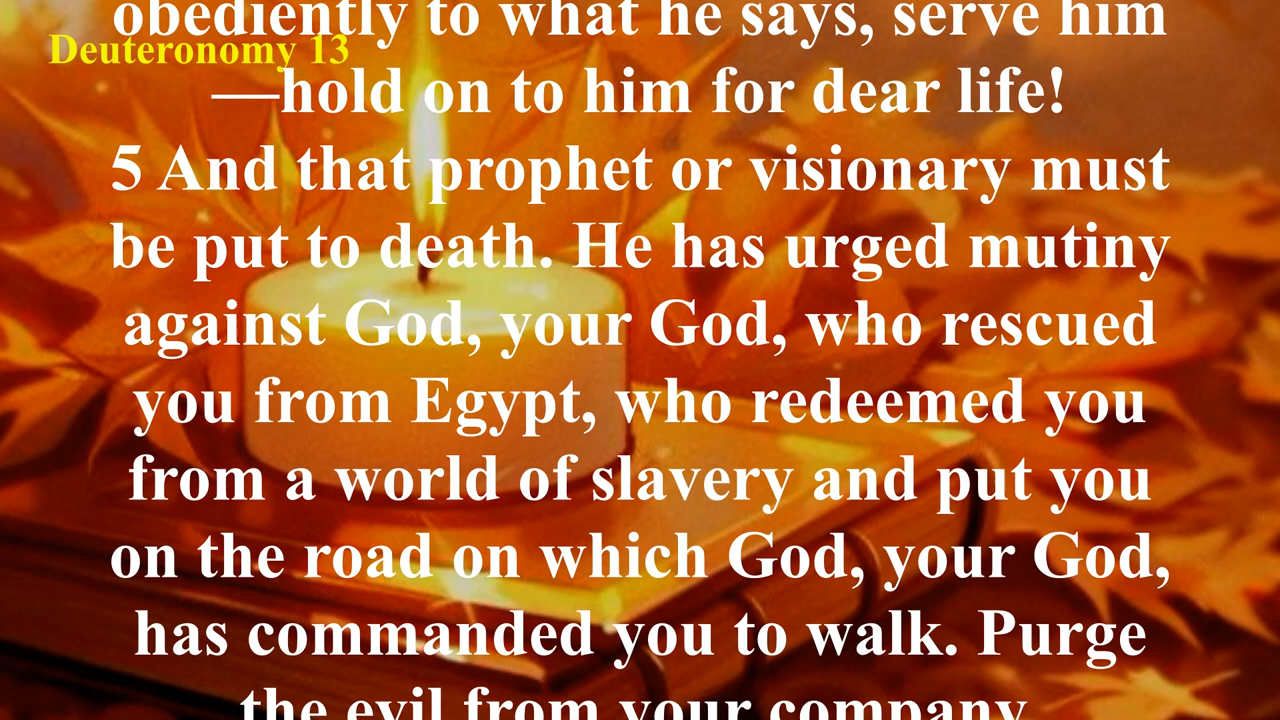 obediently to what he says, serve him
Deuteronomy 13
—hold on to him for dear life!
5 And that prophet or visionary must
be put to death. He has urged mutiny
against God, your God, who rescued
you from Egypt, who redeemed you
from a world of slavery and put you
on the road on which God, your God,
has commanded you to walk. Purge
the evil from your company.